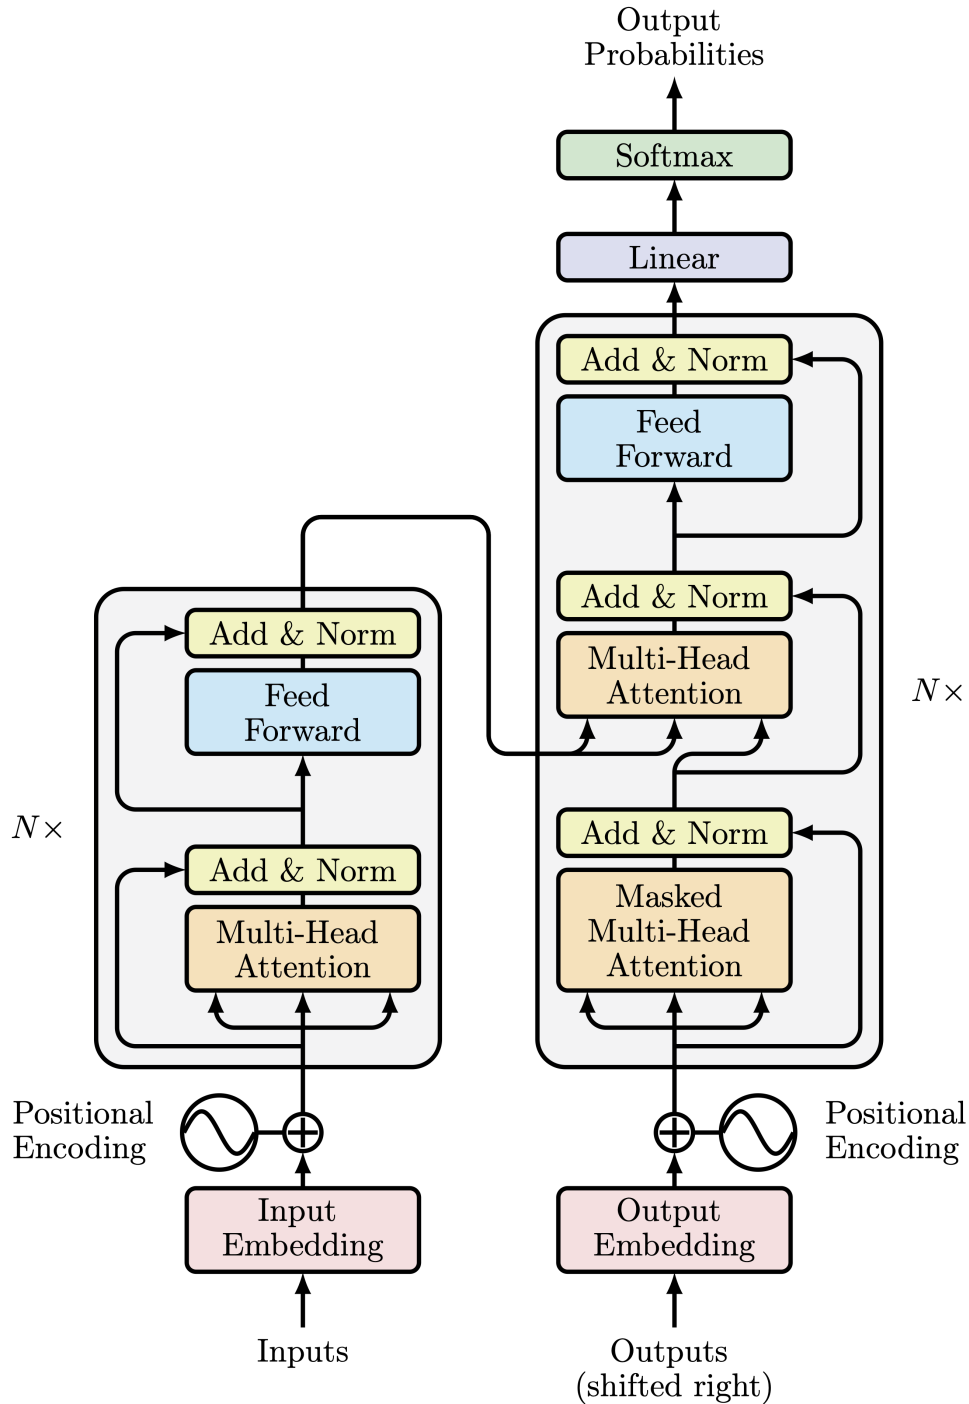 Output
Probabilities
Softmax
Linear
Add & Norm
Feed
Forward
Add & Norm
Multi-Head
Attention
N×
Add & Norm
Masked
Multi-Head
Attention
Positional
Encoding
Output
Embedding
Outputs
(shifted right)
Add & Norm
Feed
Forward
N×
Add & Norm
Multi-Head
Attention
Positional
Encoding
Input
Embedding
Inputs